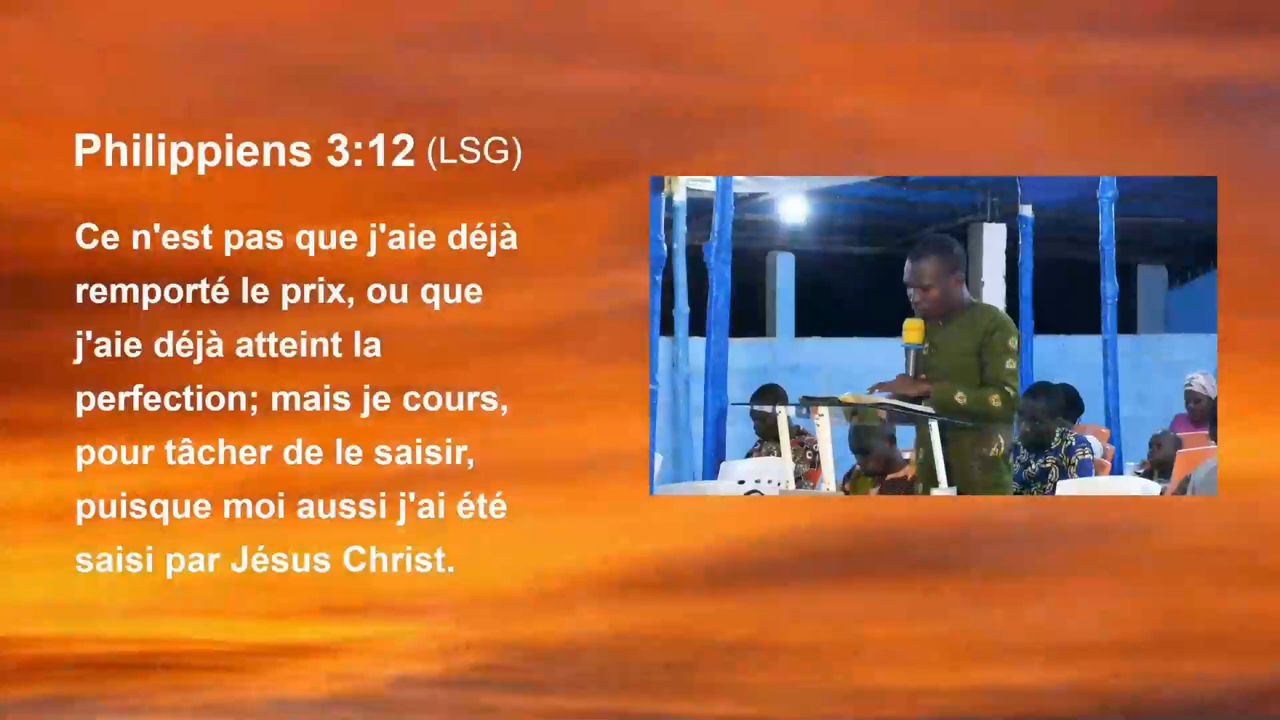 Philippiens 3:12 (LSG)
Ce n'est pas que j'aie déjà
remporté le prix, ou que
j'aie déjà atteint la
perfection; mais je cours,
pour tâcher de le saisir,
puisque moi aussi j'ai été
saisi par Jésus Christ.